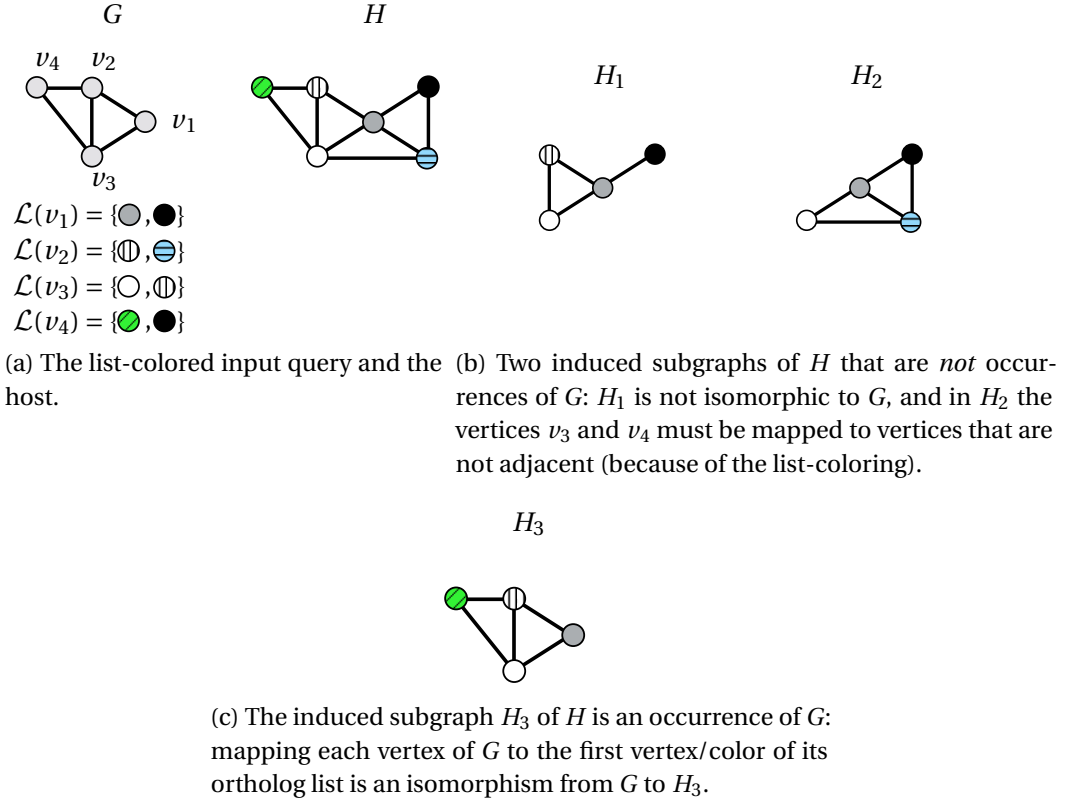 G
H
v4 v2
v1
v3
H1
H2
L(v1) = { , }
L(v2) = { , }
L(v3) = { , }
L(v4) = { , }
(a) The list-colored input query and the
host.
(b) Two induced subgraphs of H that are not occur-
rences of G: H1 is not isomorphic to G, and in H2 the
vertices v3 and v4 must be mapped to vertices that are
not adjacent (because of the list-coloring).
H3
(c) The induced subgraph H3 of H is an occurrence of G:
mapping each vertex of G to the first vertex/color of its
ortholog list is an isomorphism from G to H3.